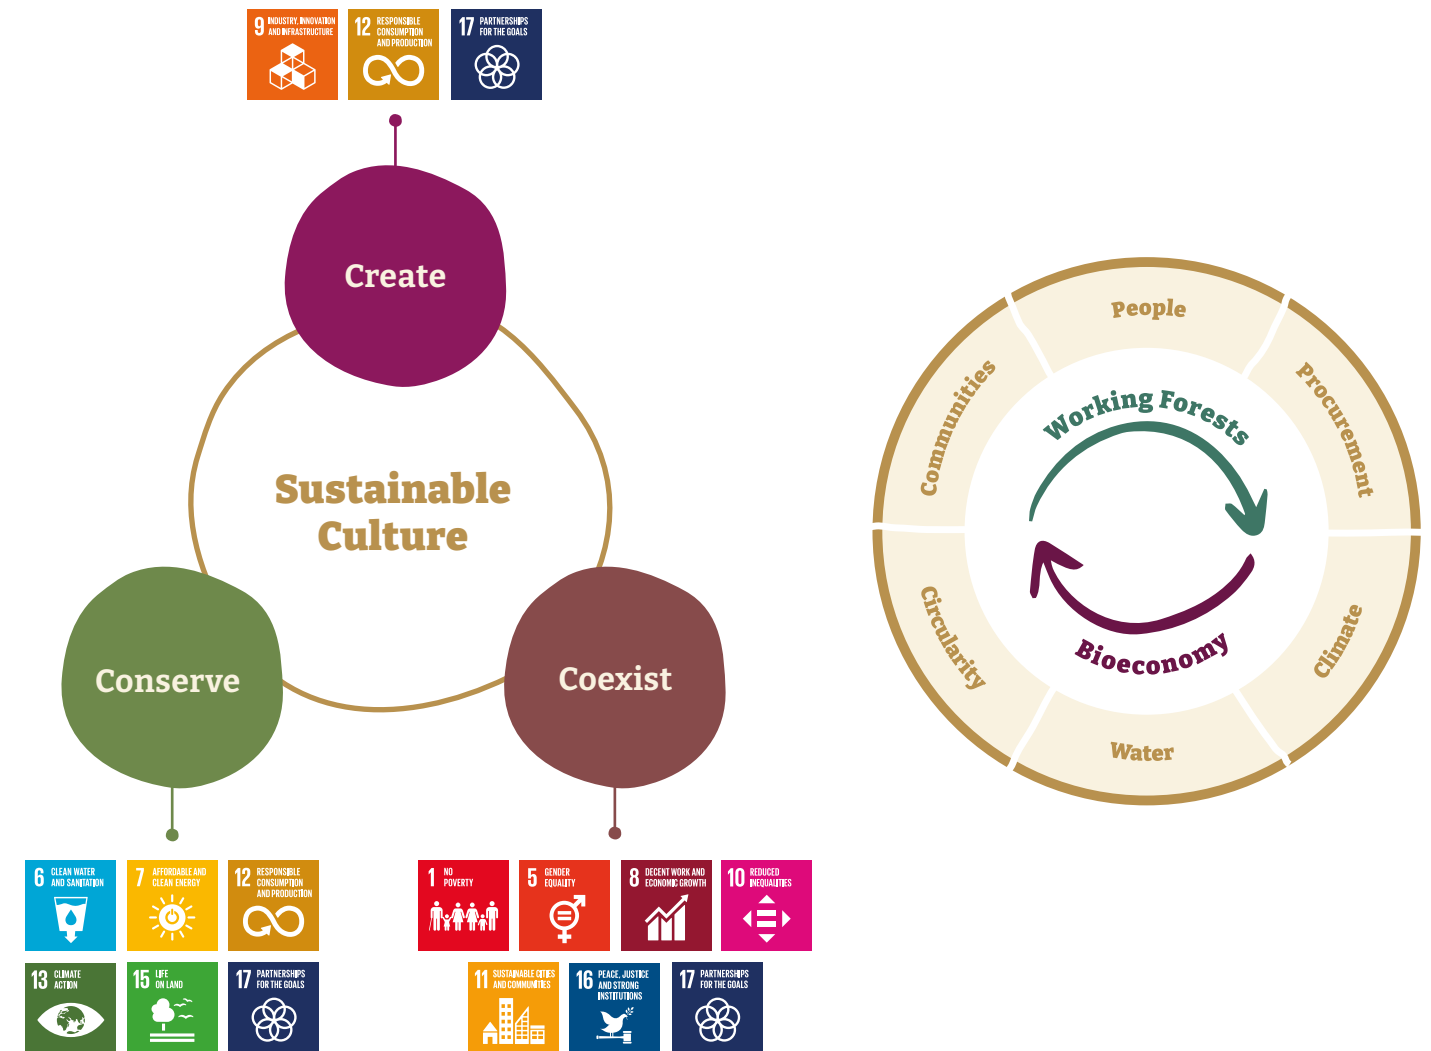 9 INDUSTRY, INNOVATION
AND INFRASTRUCTURE
12 RESPONSIBLE
CONSUMPTION
AND PRODUCTION
17 PARTNERSHIPS
FOR THE GOALS
Create
Sustainable
Culture
Conserve
Coexist
6 CLEAN WATER
AND SANITATION
7 AFFORDABLE AND
CLEAN ENERGY
12 RESPONSIBLE
CONSUMPTION
AND PRODUCTION
13 CLIMATE
ACTION
15 LIFE
ON LAND
17 PARTNERSHIPS
FOR THE GOALS
1 NO
POVERTY
5 GENDER
EQUALITY
8 DECENT WORK AND
ECONOMIC GROWTH
10 REDUCED
INEQUALITIES
11 SUSTAINABLE CITIES
AND COMMUNITIES
16 PEACE, JUSTICE
AND STRONG
INSTITUTIONS
17 PARTNERSHIPS
FOR THE GOALS
People
Procurement
Climate
Water
Circularity
Communities
Working Forests
Bioeconomy